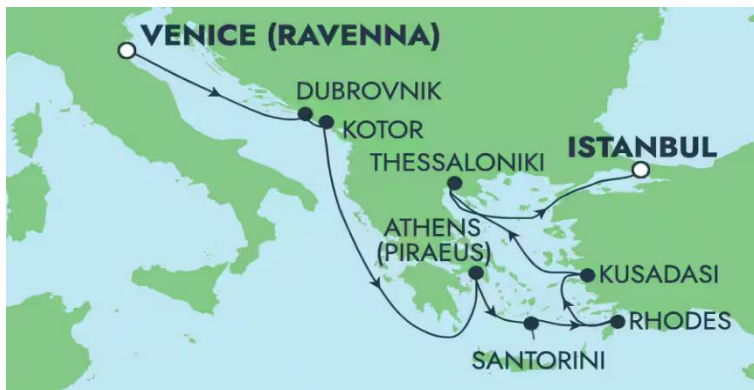 VENICE (RAVENNA)
DUBROVNIK
KOTOR
ISTANBUL
THESSALONIKI
ATHENS
(PIRAEUS)
KUSADASI
RHODES
SANTORINI